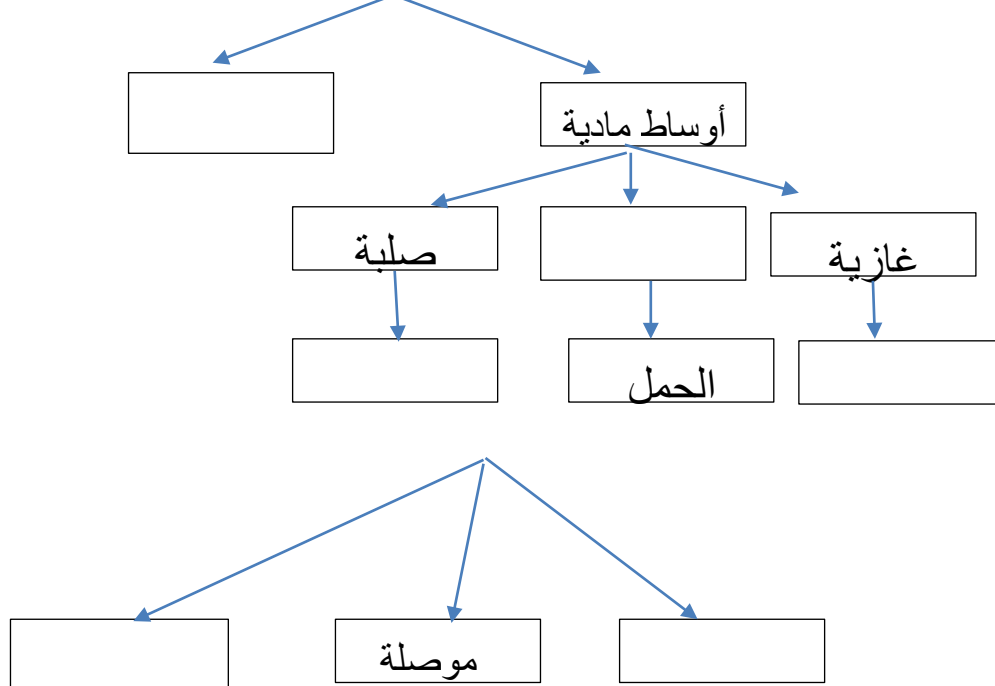 أوساط مادية
غازية
صلبة
الحمل
موصلة